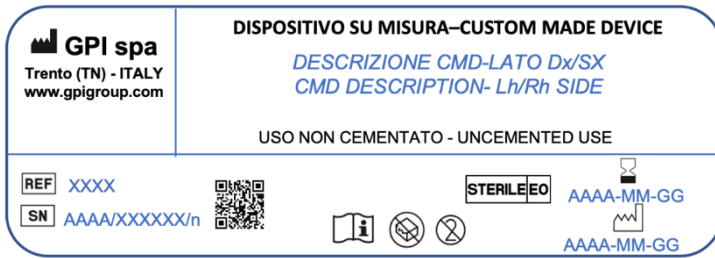 GPI spa
Trento (TN) - ITALY
www.gpigroup.com
DISPOSITIVO SU MISURA–CUSTOM MADE DEVICE
DESCRIZIONE CMD-LATO Dx/SX
CMD DESCRIPTION- Lh/Rh SIDE
USO NON CEMENTATO - UNCEMENTED USE
REF XXXX
SN AAAA/XXXXXX/n
i
2
STERILE EO
AAAA-MM-GG
AAAA-MM-GG